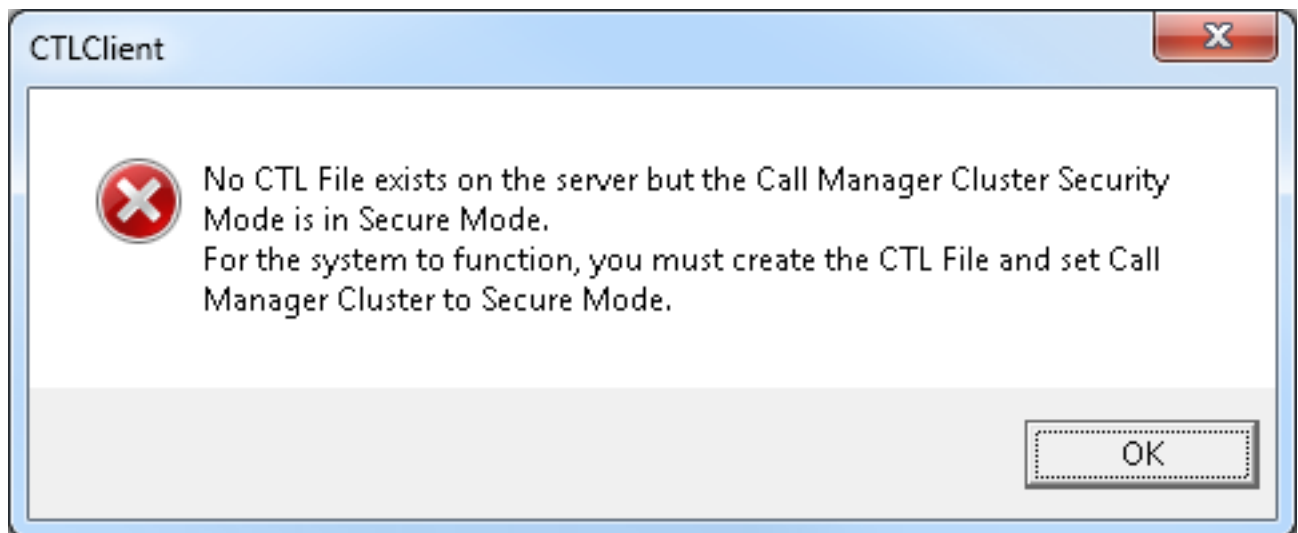 CTLClient
No CTL File exists on the server but the Call Manager Cluster Security
Mode is in Secure Mode.
For the system to function, you must create the CTL File and set Call
Manager Cluster to Secure Mode.
OK